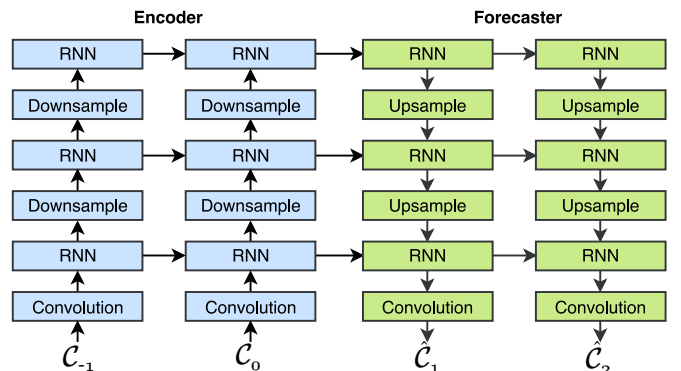 Encoder Forecaster
RNN RNN RNN RNN
Downsample Downsample Upsample Upsample
RNN RNN RNN RNN
Downsample Downsample Upsample Upsample
RNN RNN RNN RNN
Convolution Convolution Convolution Convolution
𝒞₋₁ 𝒞₀ 𝒞̂₁ 𝒞̂₂